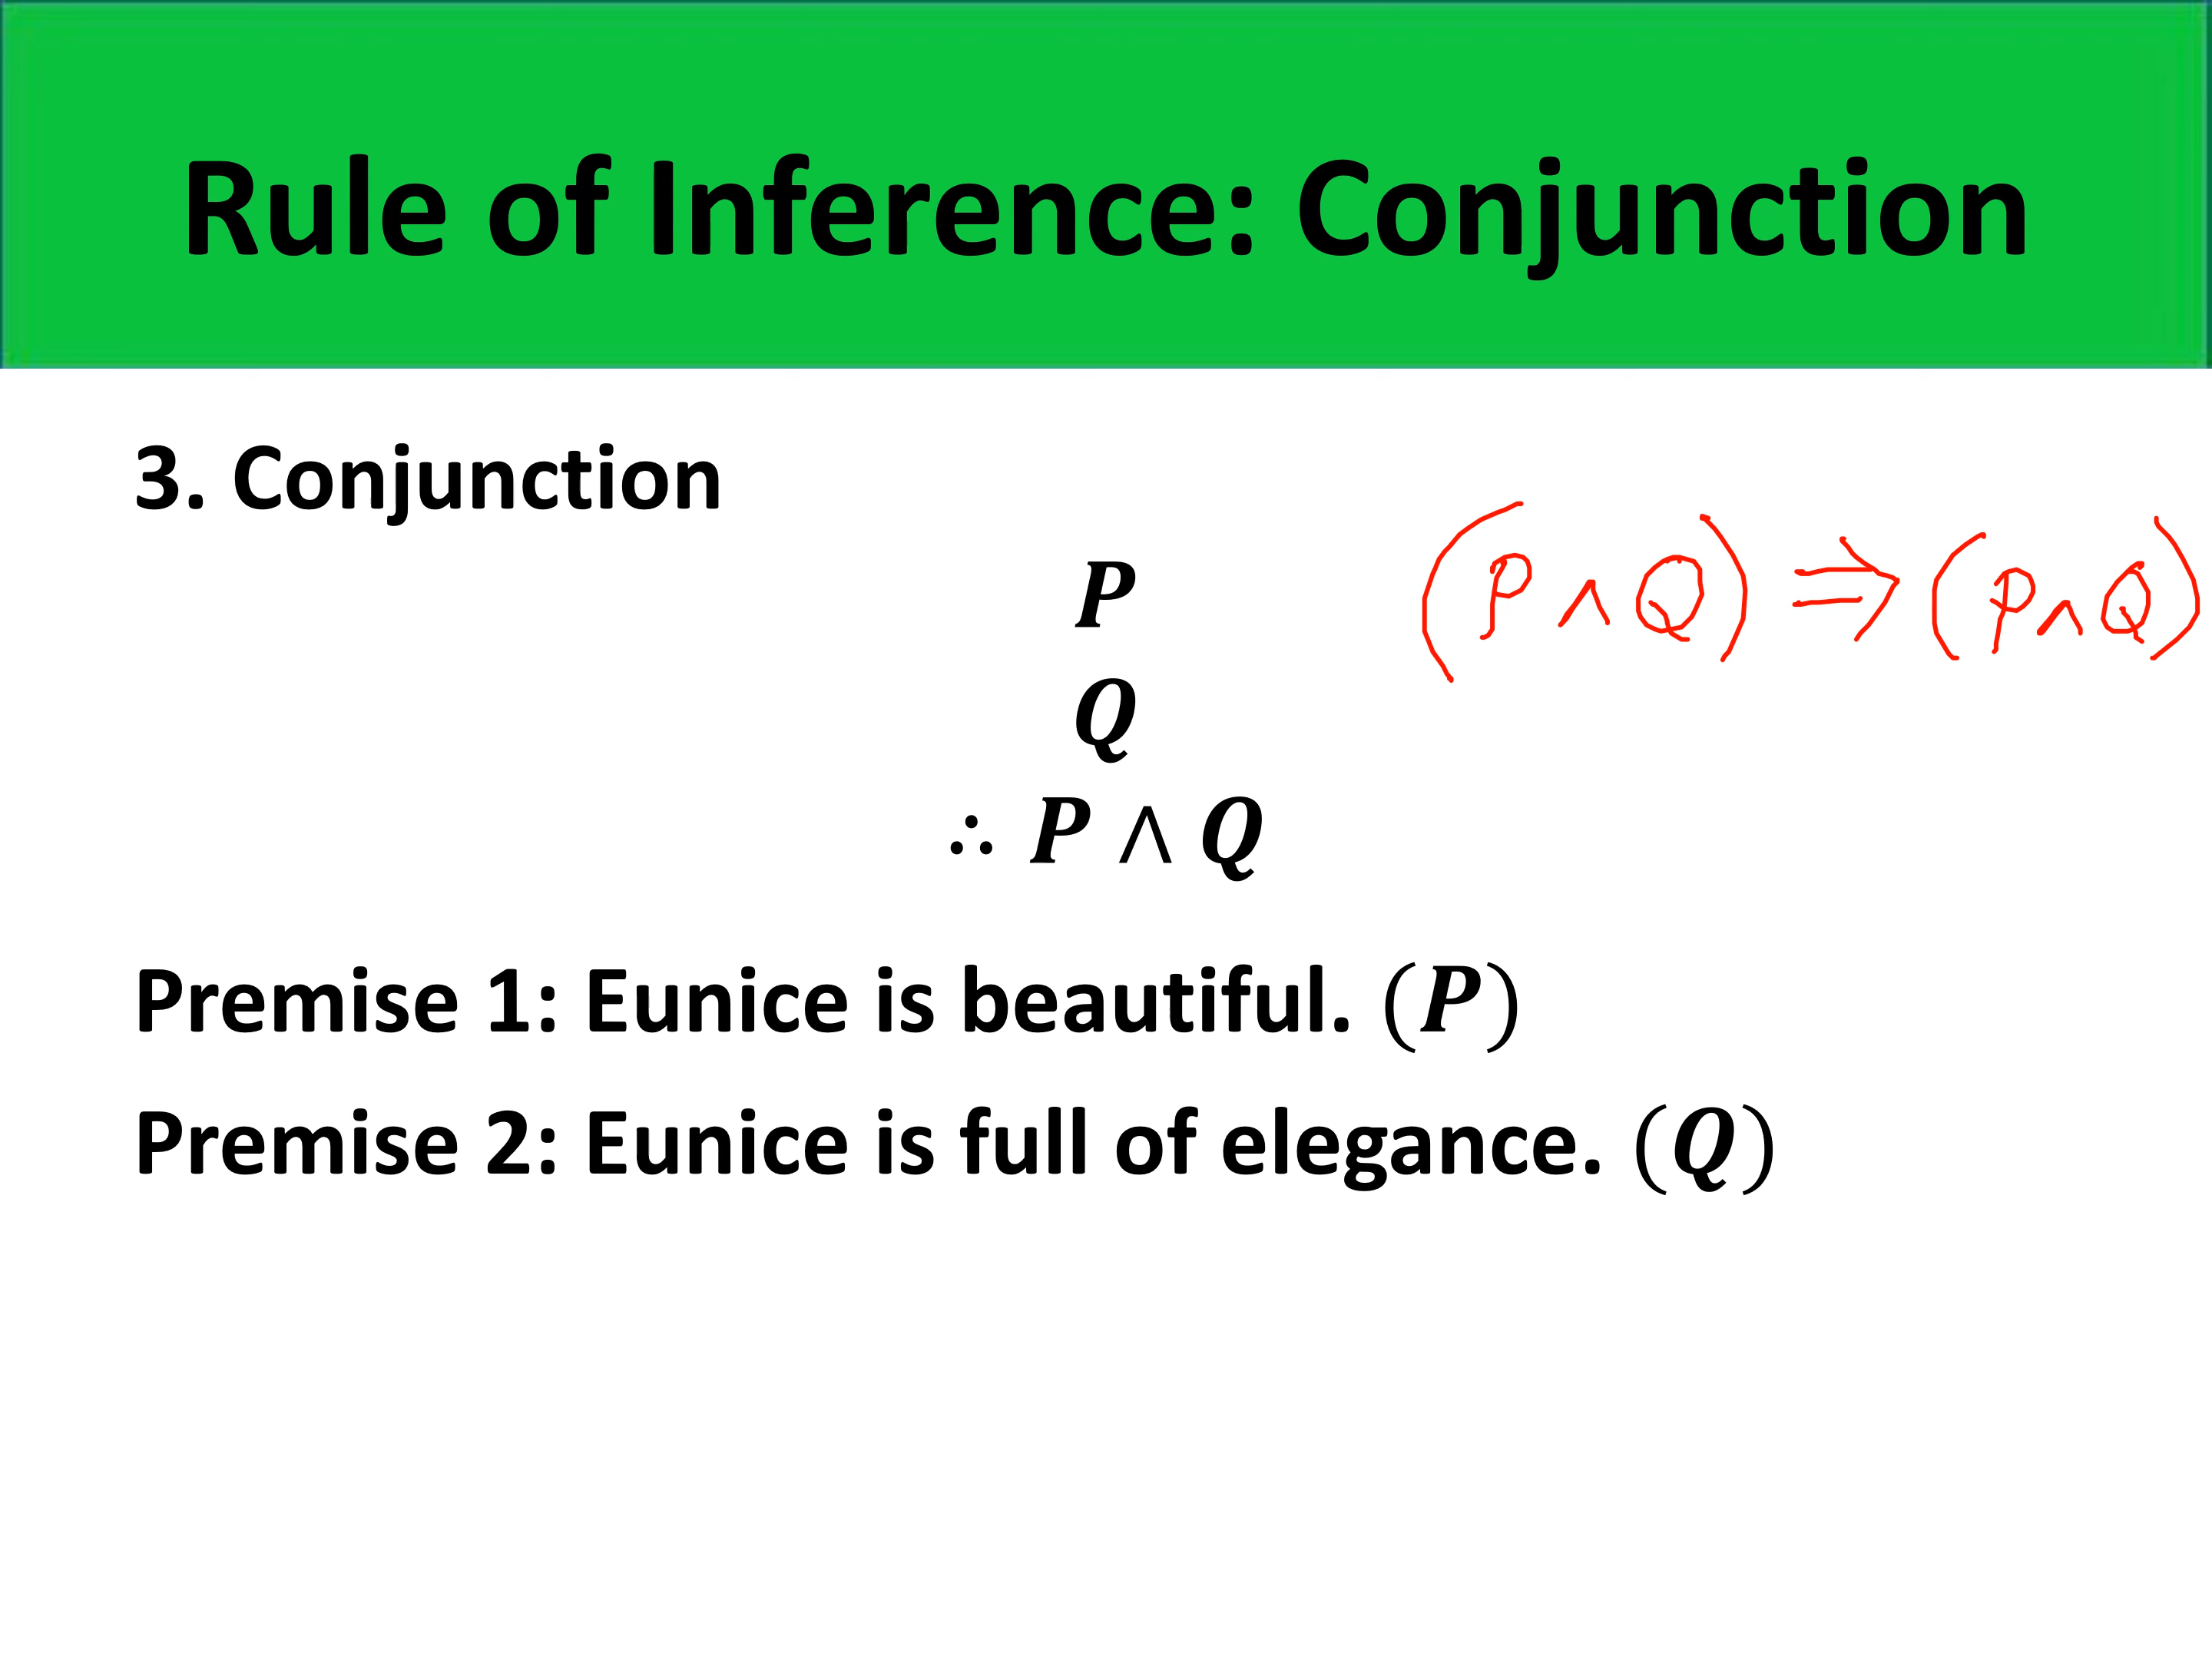 Rule of Inference: Conjunction
3. Conjunction
P
(P ∧ Q) ⇒ (P ∧ Q)
Q
∴ P ∧ Q
Premise 1: Eunice is beautiful. (P)
Premise 2: Eunice is full of elegance. (Q)